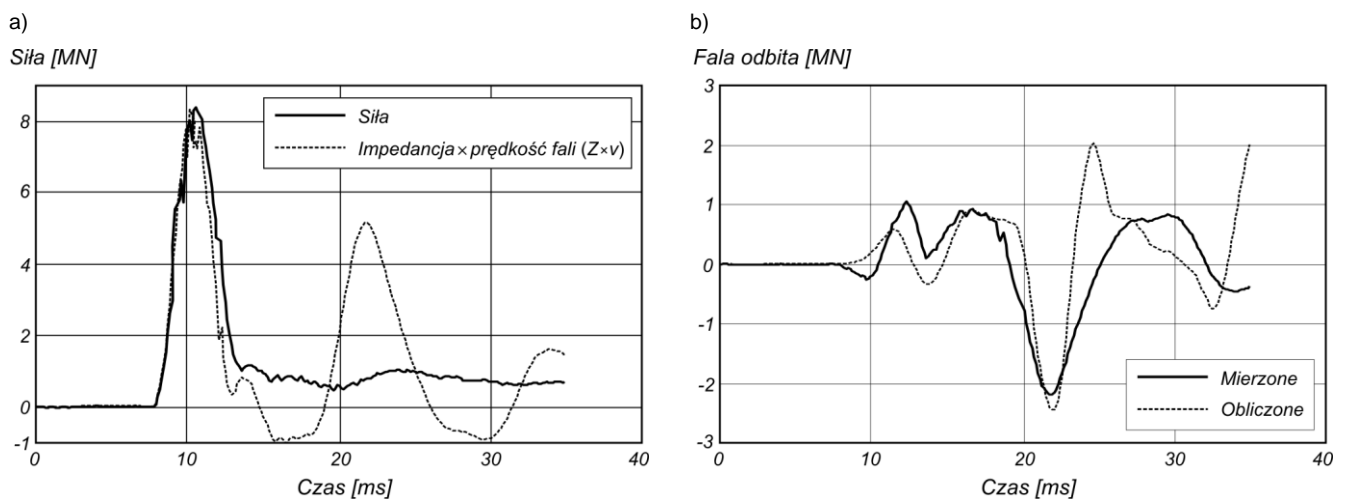 a)
Siła [MN]
8
6
4
2
0
-1
0
10
20
30
40
Czas [ms]
Siła
Impedancja × prędkość fali (Z×v)
b)
Fala odbita [MN]
3
2
1
0
-1
-2
-3
0
10
20
30
40
Czas [ms]
Mierzone
Obliczone